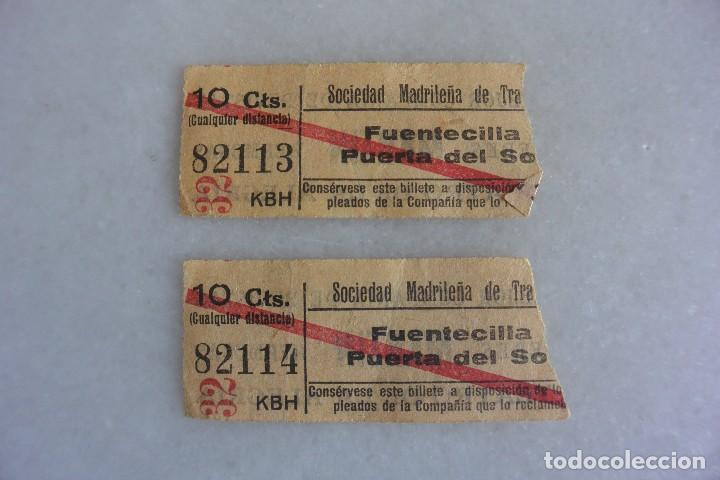 10 Cts.
(Cualquier distancia)
82113
32
KBH
Sociedad Madrileña de Tra
Fuentecilla
Puerta del So
Consérvese este billete a disposición
pleados de la Compañía que lo
10 Cts.
(Cualquier distancia)
82114
32
KBH
Sociedad Madrileña de Tra
Fuentecilla
Puerta del So
Consérvese este billete a disposición de lo
pleados de la Compañía que lo reclame
todocoleccion.net